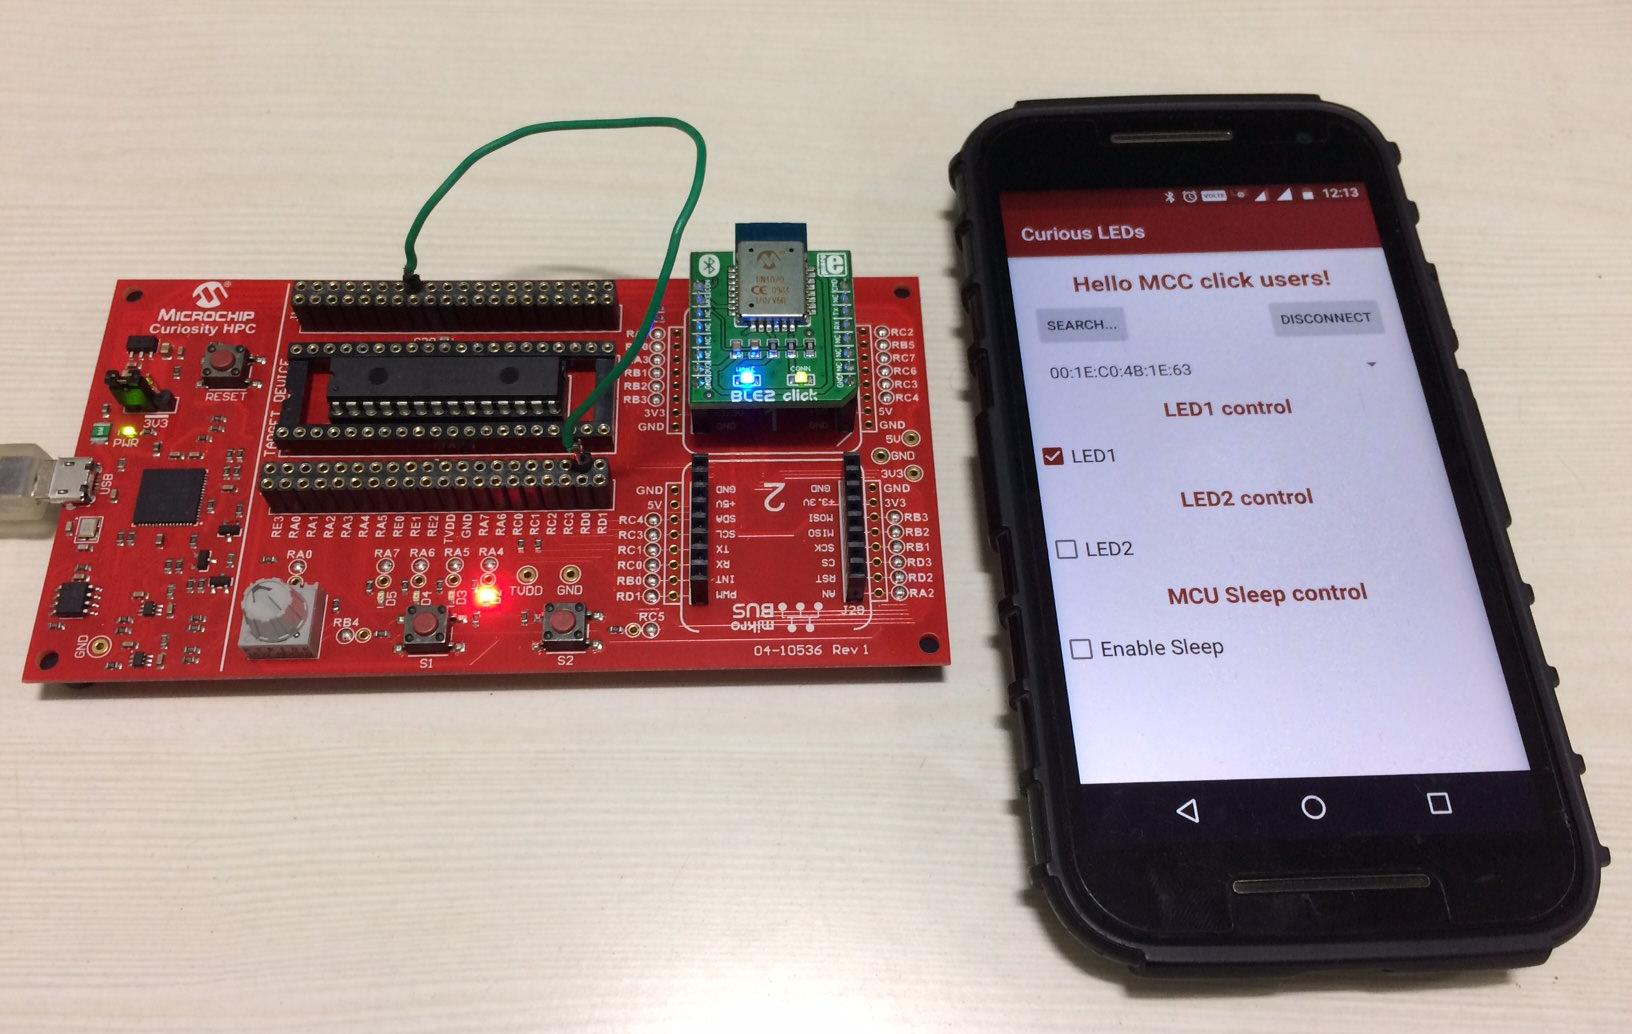 MICROCHIP
Curiosity HPC
RESET
3V3
PWR
USB
TARGET DEVICE
GND
RE3 RA0 RA1 RA2 RA3 RA4 RA5 RE0 RE1 RE2 TVDD GND RA7 RA6 RC0 RC1 RC2 RC3 RD0 RD1
RA0
RA7 RA6 RA5 RA4
TVDD GND
D5 D4 D3 D2
RB4
S1
S2
RC5
04-10536 Rev 1
RB1
RB2
RB3
3V3
GND
RC2
RB5
RC7
RC6
RC3
RC4
5V
GND
5V
GND
3V3
CONN
BLE2 click
2
GND
5V
RC4
RC3
RC1
RC0
RB0
RD1
GND
+5V
SDA
SCL
TX
RX
INT
PWM
GND
+3.3V
MOSI
MISO
SCK
CS
RST
AN
GND
3V3
RB3
RB2
RB1
RD3
RD2
RA2
mikro
BUS
J29
12:13
Curious LEDs
Hello MCC click users!
SEARCH...
DISCONNECT
00:1E:C0:4B:1E:63
LED1 control
LED1
LED2 control
LED2
MCU Sleep control
Enable Sleep